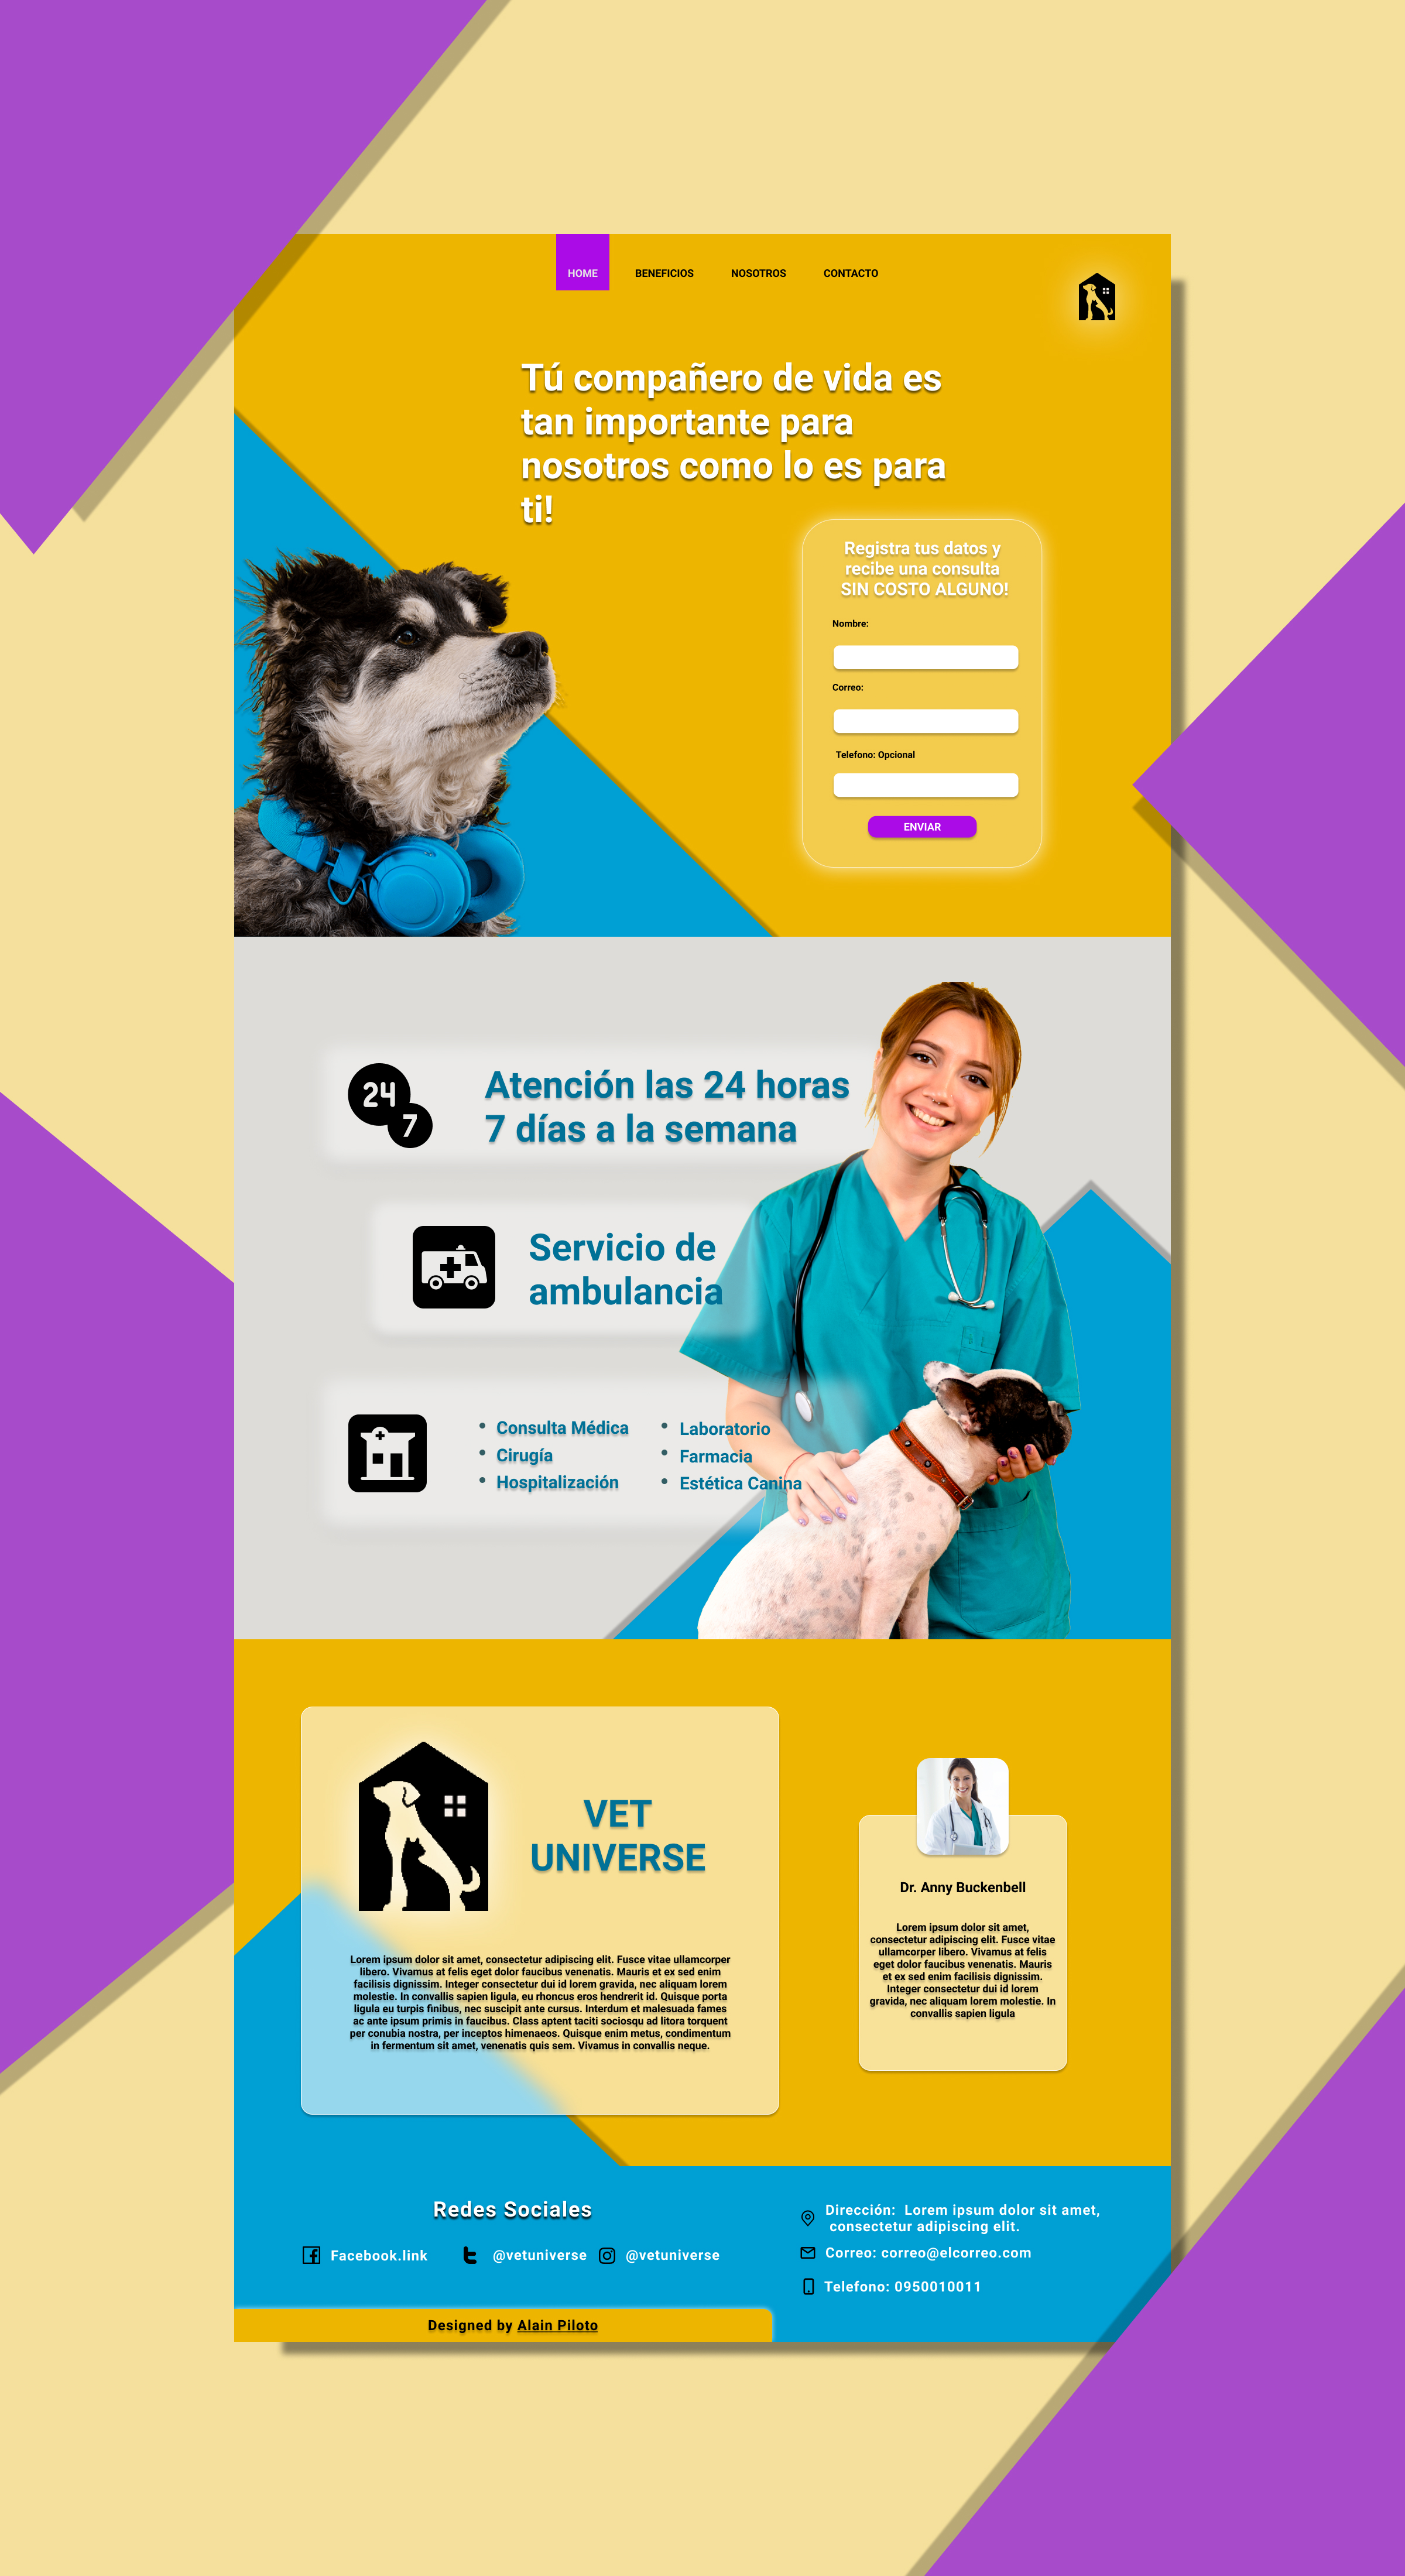 HOME
BENEFICIOS
NOSOTROS
CONTACTO
Tú compañero de vida es
tan importante para
nosotros como lo es para
ti!
Registra tus datos y
recibe una consulta
SIN COSTO ALGUNO!
Nombre:
Correo:
Telefono: Opcional
ENVIAR
24
7
Atención las 24 horas
7 días a la semana
Servicio de
ambulancia
• Consulta Médica
• Cirugía
• Hospitalización
• Laboratorio
• Farmacia
• Estética Canina
VET
UNIVERSE
Lorem ipsum dolor sit amet, consectetur adipiscing elit. Fusce vitae ullamcorper
libero. Vivamus at felis eget dolor faucibus venenatis. Mauris et ex sed enim
facilisis dignissim. Integer consectetur dui id lorem gravida, nec aliquam lorem
molestie. In convallis sapien ligula, eu rhoncus eros hendrerit id. Quisque porta
ligula eu turpis finibus, nec suscipit ante cursus. Interdum et malesuada fames
ac ante ipsum primis in faucibus. Class aptent taciti sociosqu ad litora torquent
per conubia nostra, per inceptos himenaeos. Quisque enim metus, condimentum
in fermentum sit amet, venenatis quis sem. Vivamus in convallis neque.
Dr. Anny Buckenbell
Lorem ipsum dolor sit amet,
consectetur adipiscing elit. Fusce vitae
ullamcorper libero. Vivamus at felis
eget dolor faucibus venenatis. Mauris
et ex sed enim facilisis dignissim.
Integer consectetur dui id lorem
gravida, nec aliquam lorem molestie. In
convallis sapien ligula
Redes Sociales
Facebook.link
@vetuniverse
@vetuniverse
Dirección: Lorem ipsum dolor sit amet,
consectetur adipiscing elit.
Correo: correo@elcorreo.com
Telefono: 0950010011
Designed by Alain Piloto